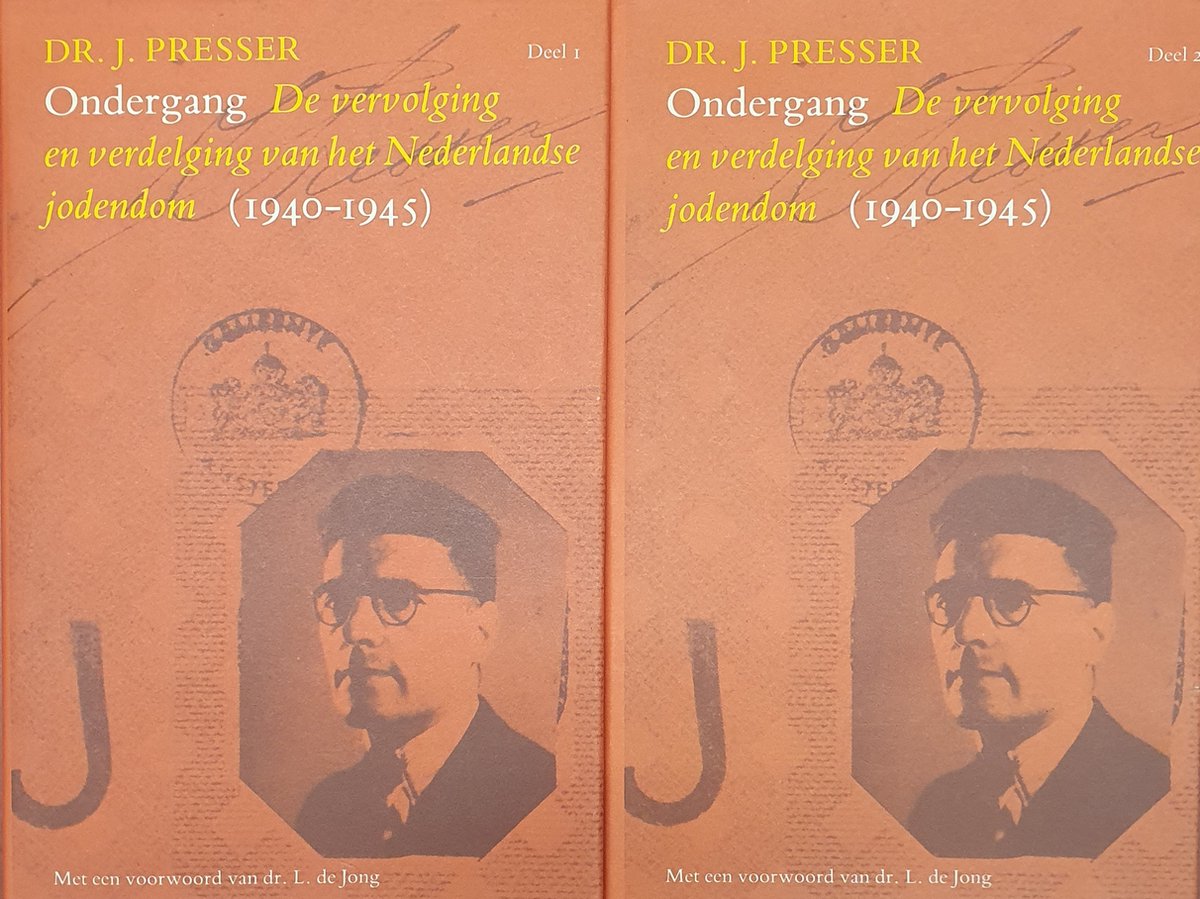 DR. J. PRESSER
Deel 1
Ondergang De vervolging
en verdelging van het Nederlandse
jodendom (1940-1945)
J
Met een voorwoord van dr. L. de Jong
DR. J. PRESSER
Deel 2
Ondergang De vervolging
en verdelging van het Nederlandse
jodendom (1940-1945)
J
Met een voorwoord van dr. L. de Jong